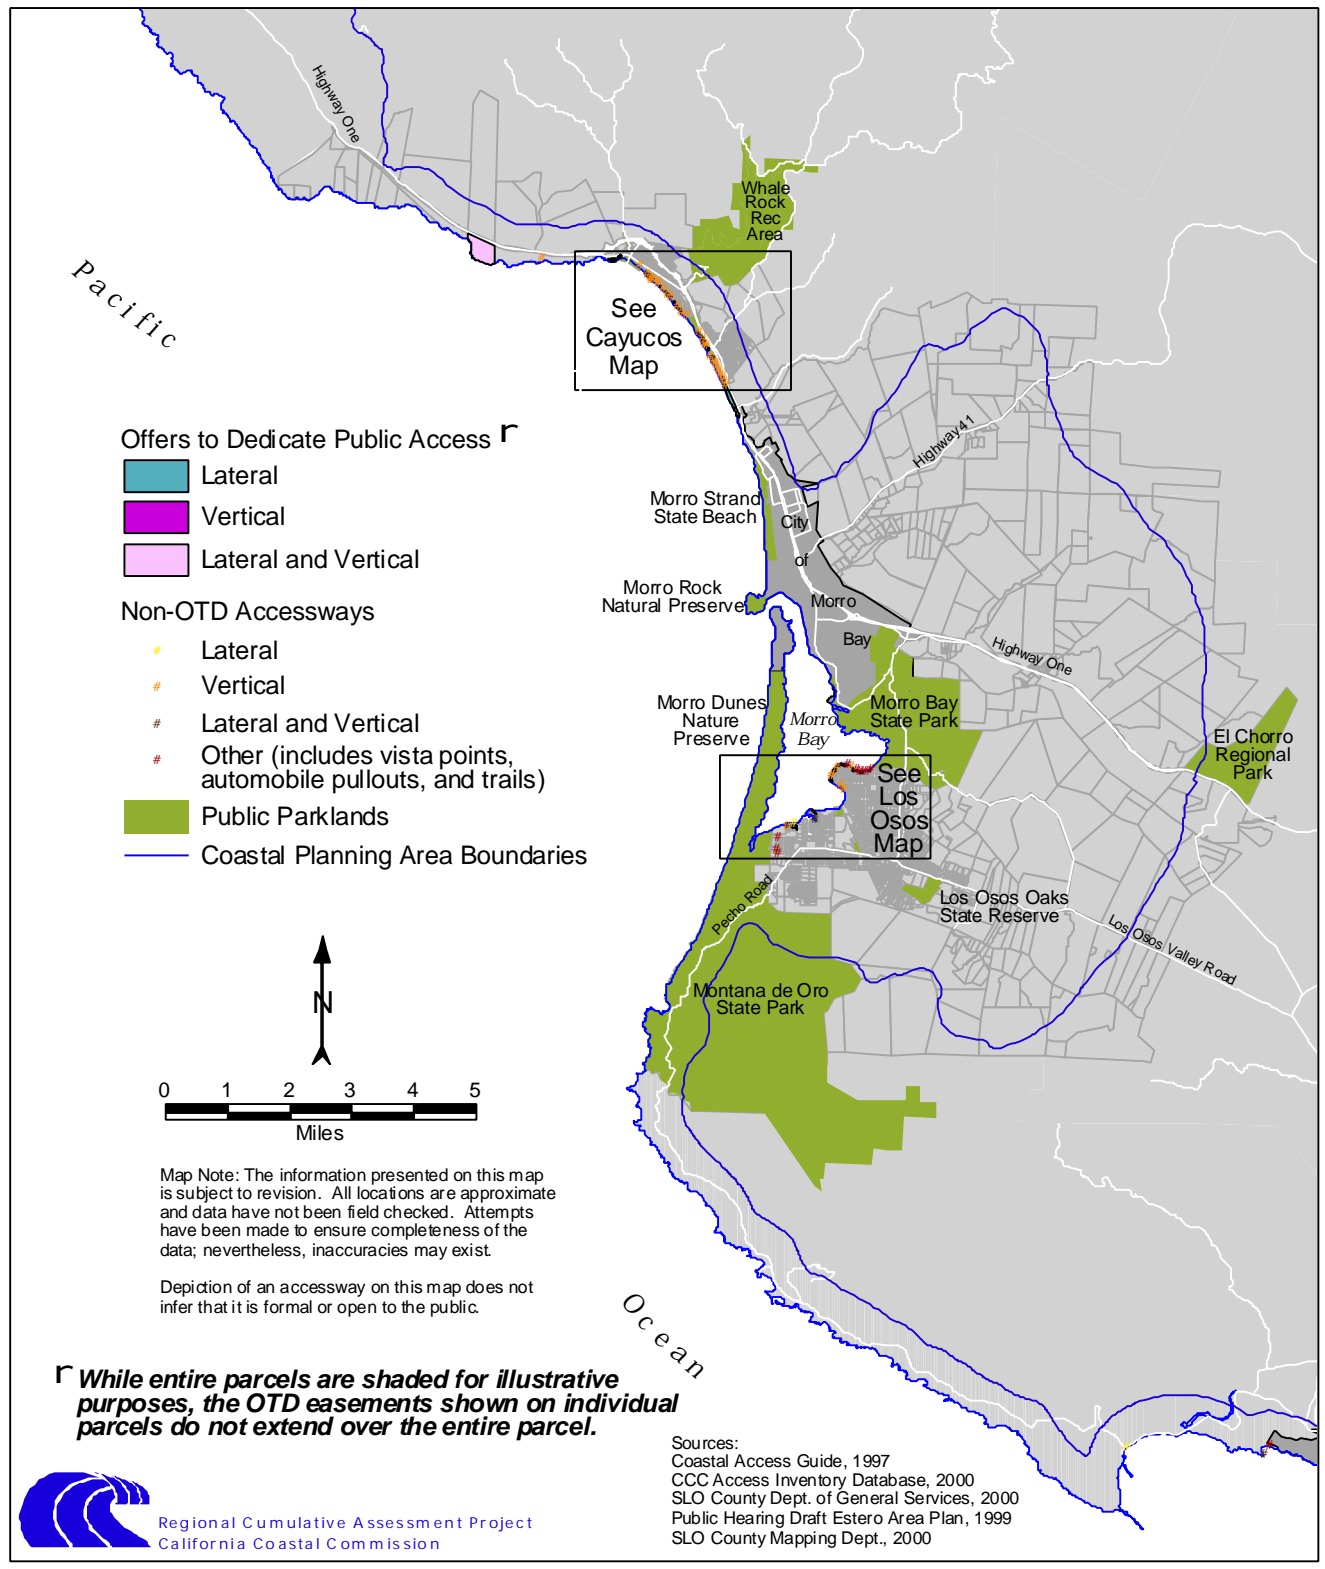 Highway One
Whale
Rock
Rec
Area
Pacific
See
Cayucos
Map
Highway 41
Offers to Dedicate Public Access r
Lateral
Vertical
Lateral and Vertical
Morro Strand
State Beach
City
of
Morro
Bay
Morro Rock
Natural Preserve
Non-OTD Accessways
# Lateral
# Vertical
# Lateral and Vertical
# Other (includes vista points,
automobile pullouts, and trails)
Public Parklands
Coastal Planning Area Boundaries
Highway One
Morro Dunes
Nature
Preserve
Morro
Bay
Morro Bay
State Park
El Chorro
Regional
Park
See
Los
Osos
Map
Pecho Road
Los Osos Oaks
State Reserve
Los Osos Valley Road
Montana de Oro
State Park
N
0 1 2 3 4 5
Miles
Map Note: The information presented on this map
is subject to revision. All locations are approximate
and data have not been field checked. Attempts
have been made to ensure completeness of the
data; nevertheless, inaccuracies may exist.
Depiction of an accessway on this map does not
infer that it is formal or open to the public.
Ocean
r While entire parcels are shaded for illustrative
purposes, the OTD easements shown on individual
parcels do not extend over the entire parcel.
Sources:
Coastal Access Guide, 1997
CCC Access Inventory Database, 2000
SLO County Dept. of General Services, 2000
Public Hearing Draft Estero Area Plan, 1999
SLO County Mapping Dept., 2000
Regional Cumulative Assessment Project
California Coastal Commission